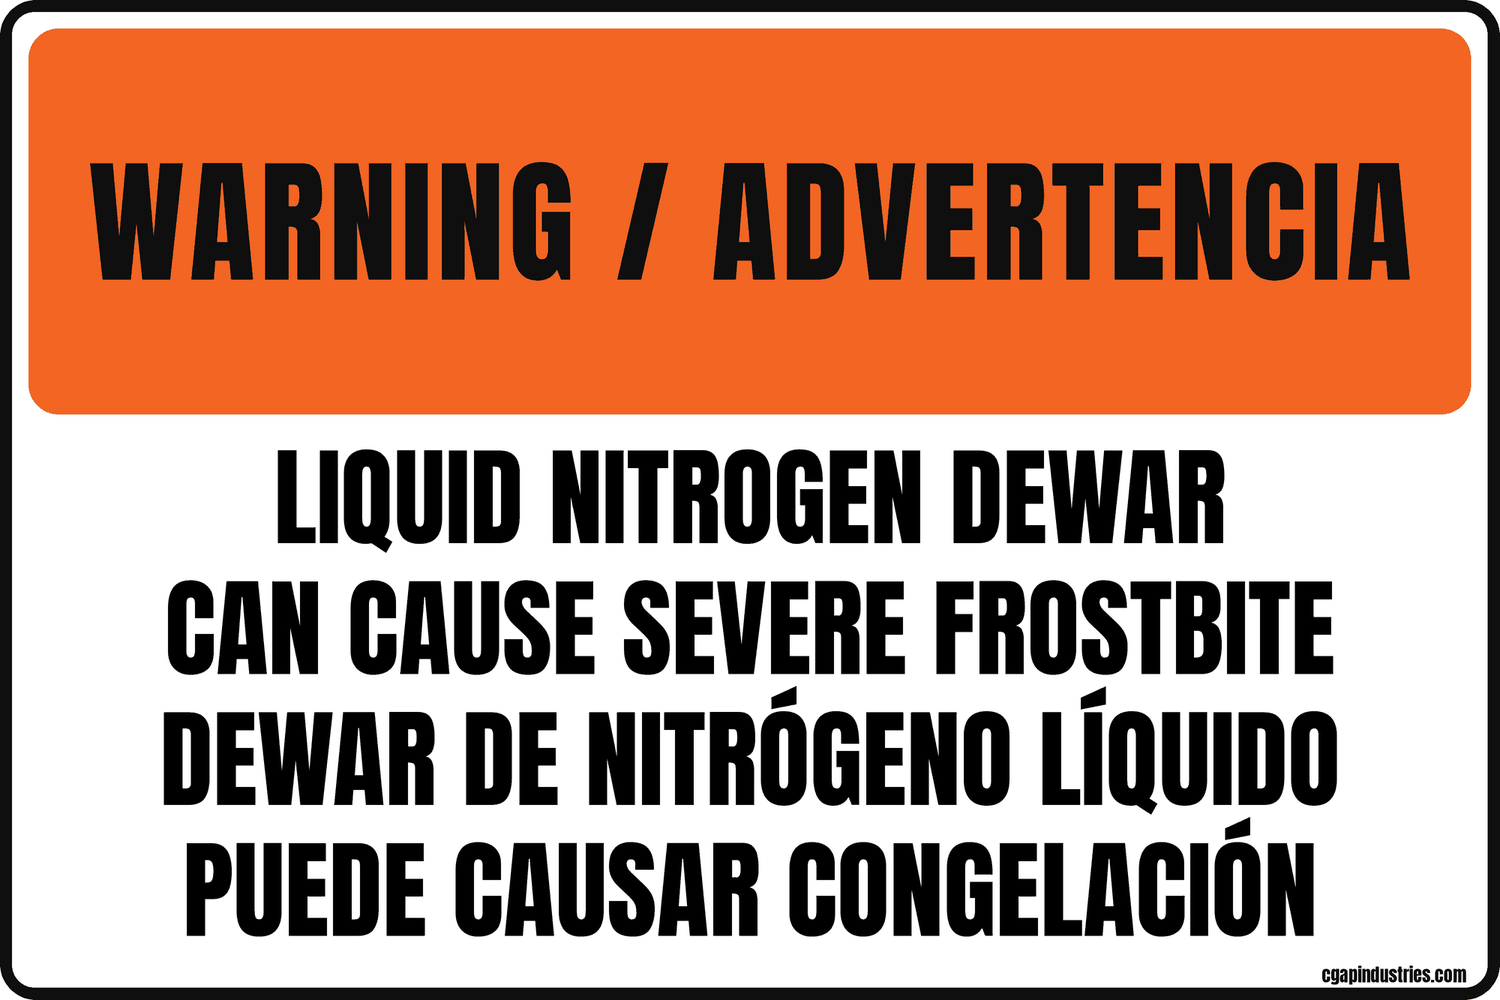 WARNING / ADVERTENCIA
LIQUID NITROGEN DEWAR
CAN CAUSE SEVERE FROSTBITE
DEWAR DE NITRÓGENO LÍQUIDO
PUEDE CAUSAR CONGELACIÓN
cgapindustries.com